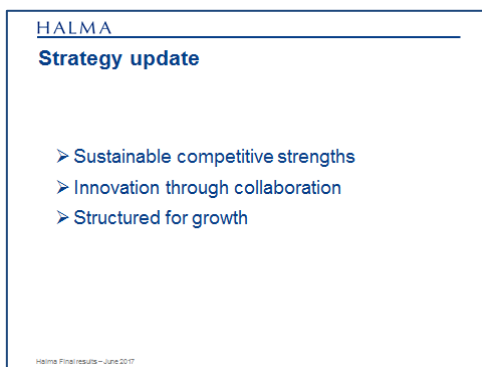 HALMA
Strategy update
➢ Sustainable competitive strengths
➢ Innovation through collaboration
➢ Structured for growth
Halma Final results – June 2017